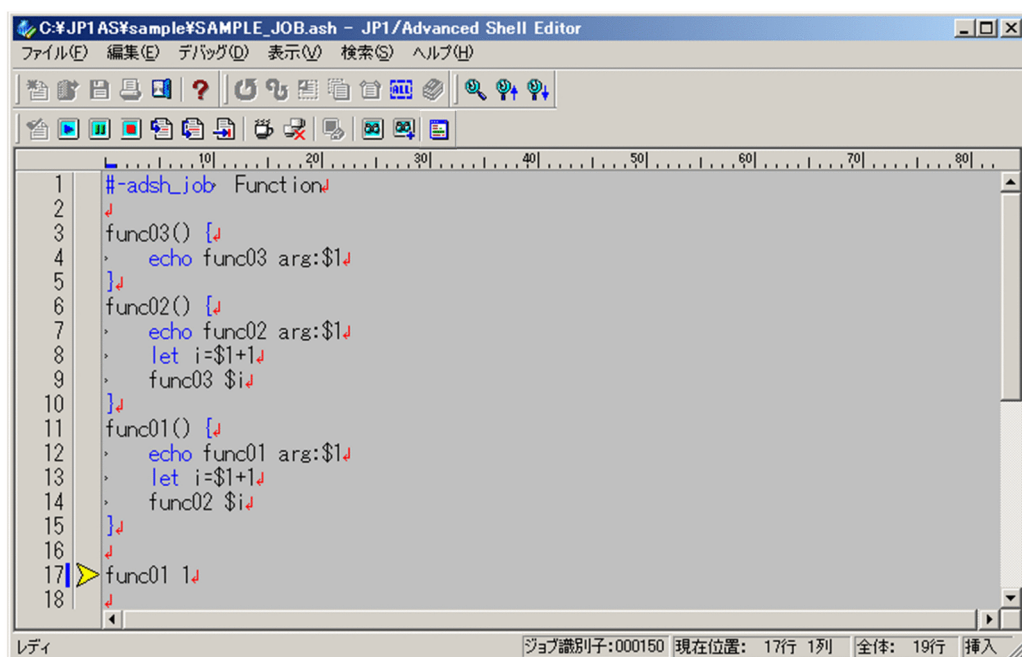 C:¥JP1AS¥sample¥SAMPLE_JOB.ash - JP1/Advanced Shell Editor
ファイル(F) 編集(E) デバッグ(D) 表示(V) 検索(S) ヘルプ(H)
ALL
10 20 30 40 50 60 70 80
1 #-adsh_job Function
2
3 func03() {
4 echo func03 arg:$1
5 }
6 func02() {
7 echo func02 arg:$1
8 let i=$1+1
9 func03 $i
10 }
11 func01() {
12 echo func01 arg:$1
13 let i=$1+1
14 func02 $i
15 }
16
17 func01 1
18
レディ ジョブ識別子:000150 現在位置: 17行 1列 全体: 19行 挿入